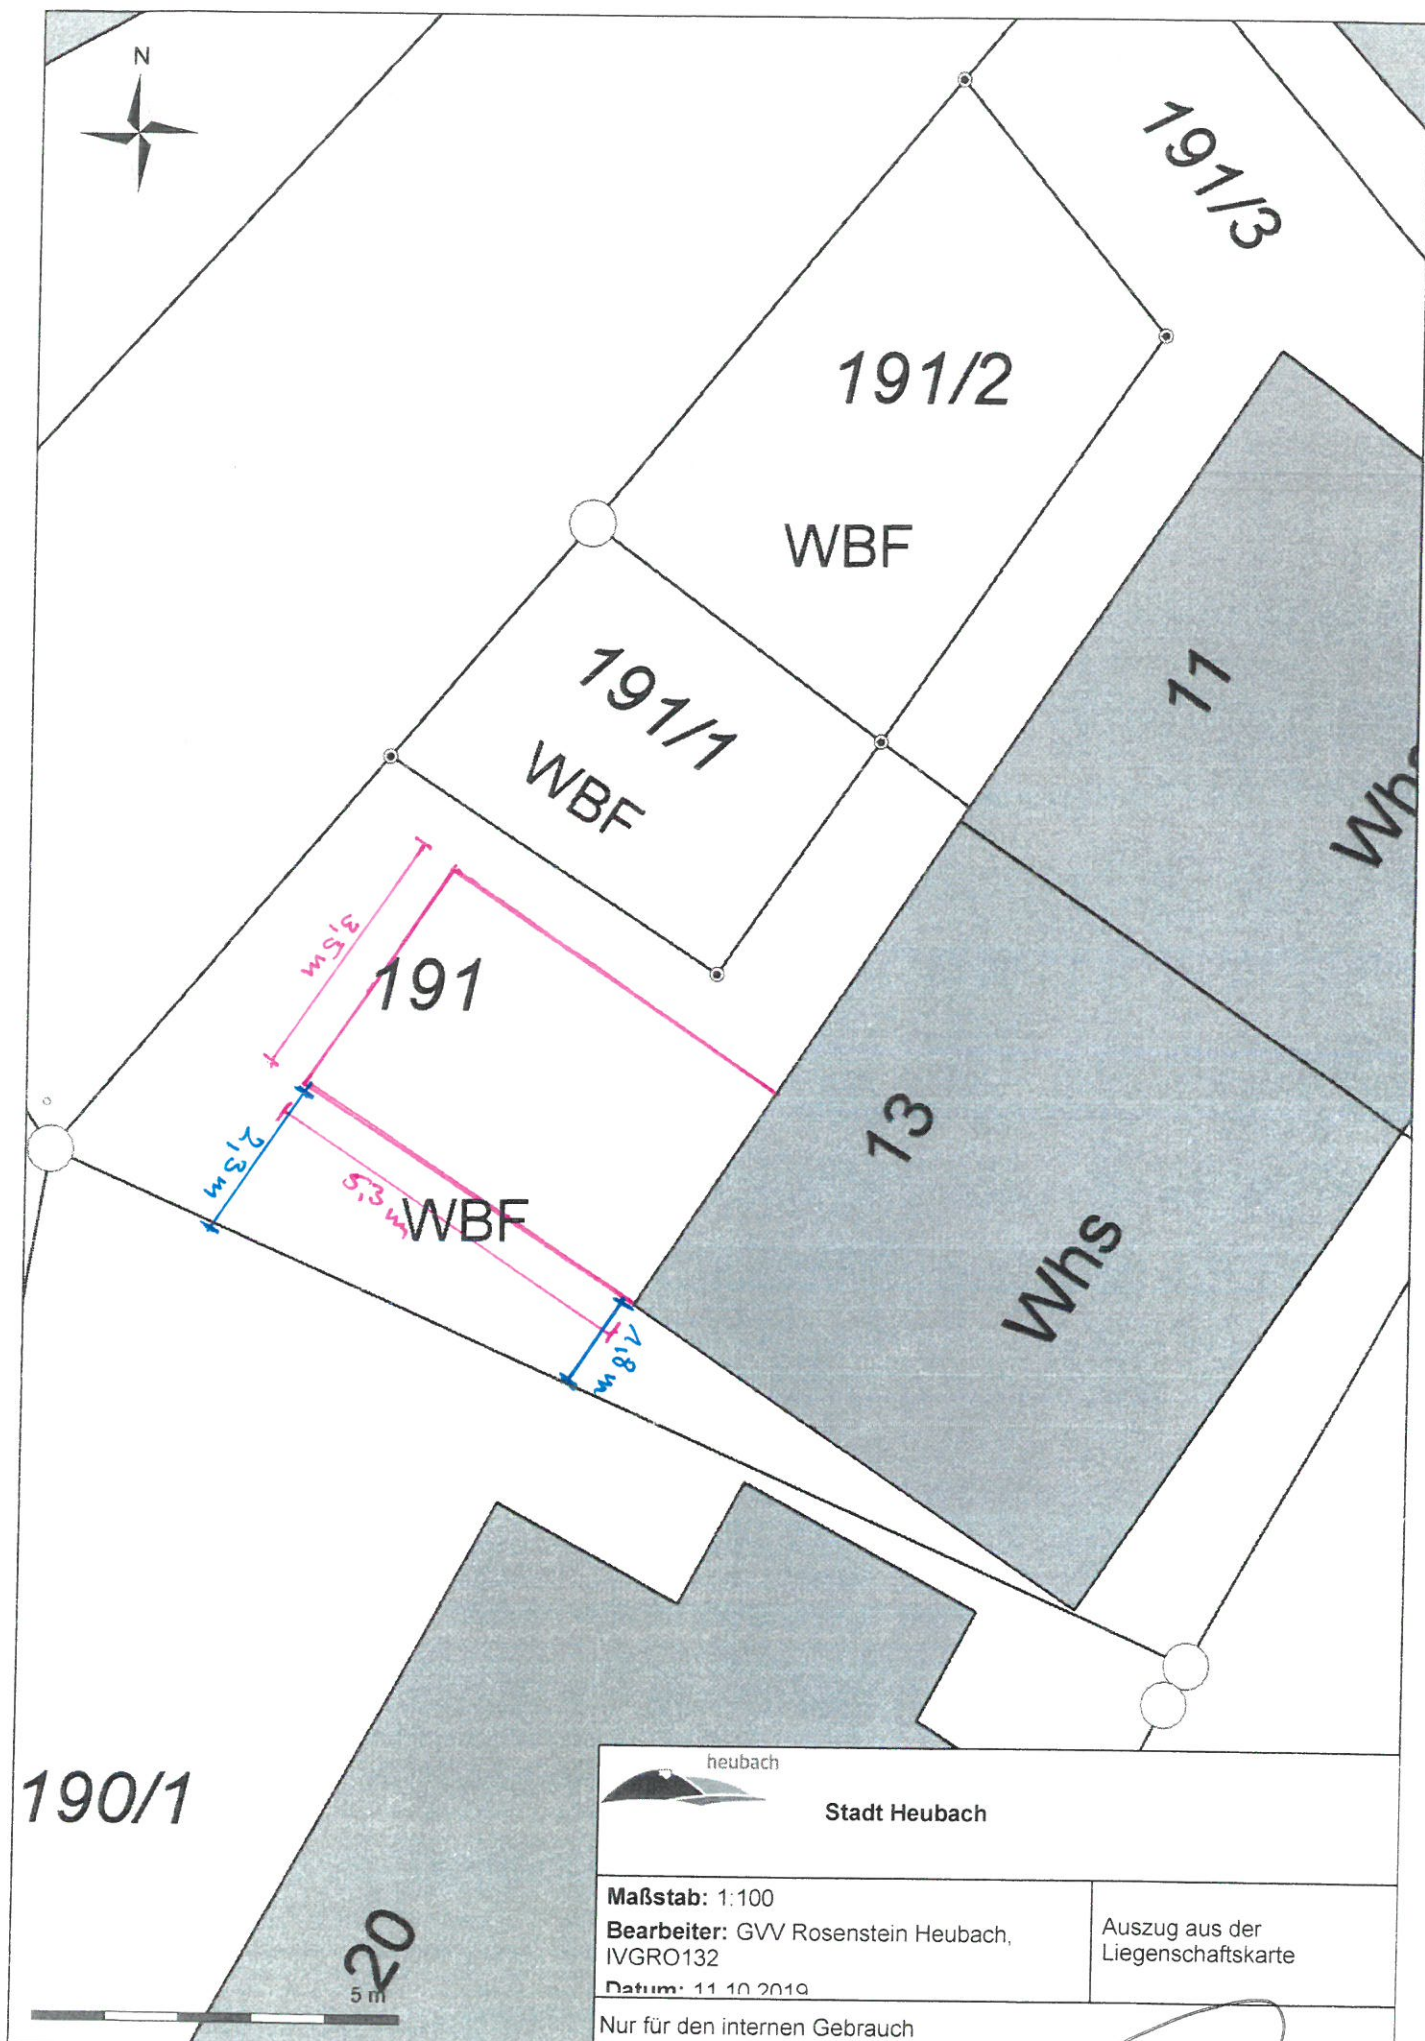 N
191/3
191/2
WBF
11
191/1
WBF
Whs
3,5 m
191
13
2,3 m
5,3 m
WBF
Whs
1,8 m
190/1
20
5 m
heubach
Stadt Heubach
Maßstab: 1:100
Bearbeiter: GVV Rosenstein Heubach,
IVGRO132
Datum: 11.10.2019
Auszug aus der
Liegenschaftskarte
Nur für den internen Gebrauch